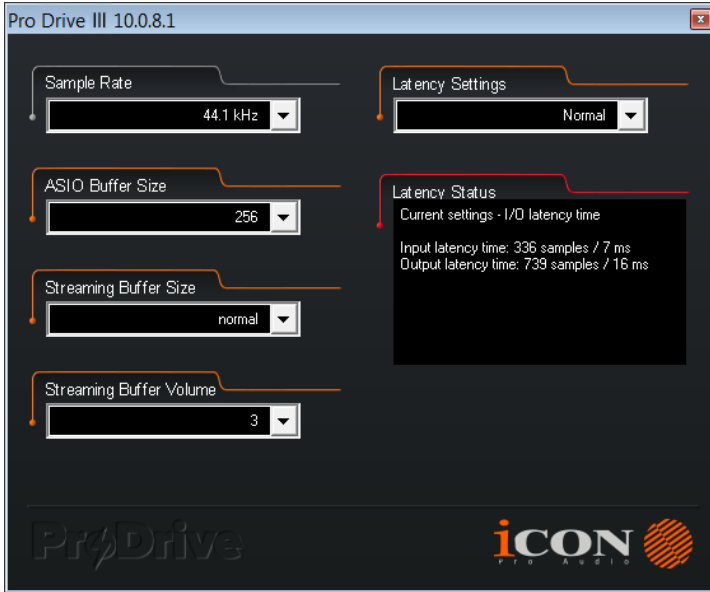 Pro Drive III 10.0.8.1
Sample Rate
44.1 kHz
ASIO Buffer Size
256
Streaming Buffer Size
normal
Streaming Buffer Volume
3
Latency Settings
Normal
Latency Status
Current settings - I/O latency time
Input latency time: 336 samples / 7 ms
Output latency time: 739 samples / 16 ms
ProDrive
iCON
Pro Audio